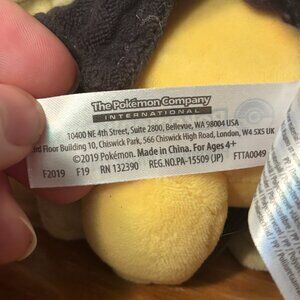 The Pokémon Company
INTERNATIONAL
10400 NE 4th Street, Suite 2800, Bellevue, WA 98004 USA
3rd Floor Building 10, Chiswick Park, 566 Chiswick High Road, London, W4 5XS UK
©2019 Pokémon. Made in China. For Ages 4+
F2019 F19 RN 132390 REG.NO.PA-15509 (JP) FTTA0049